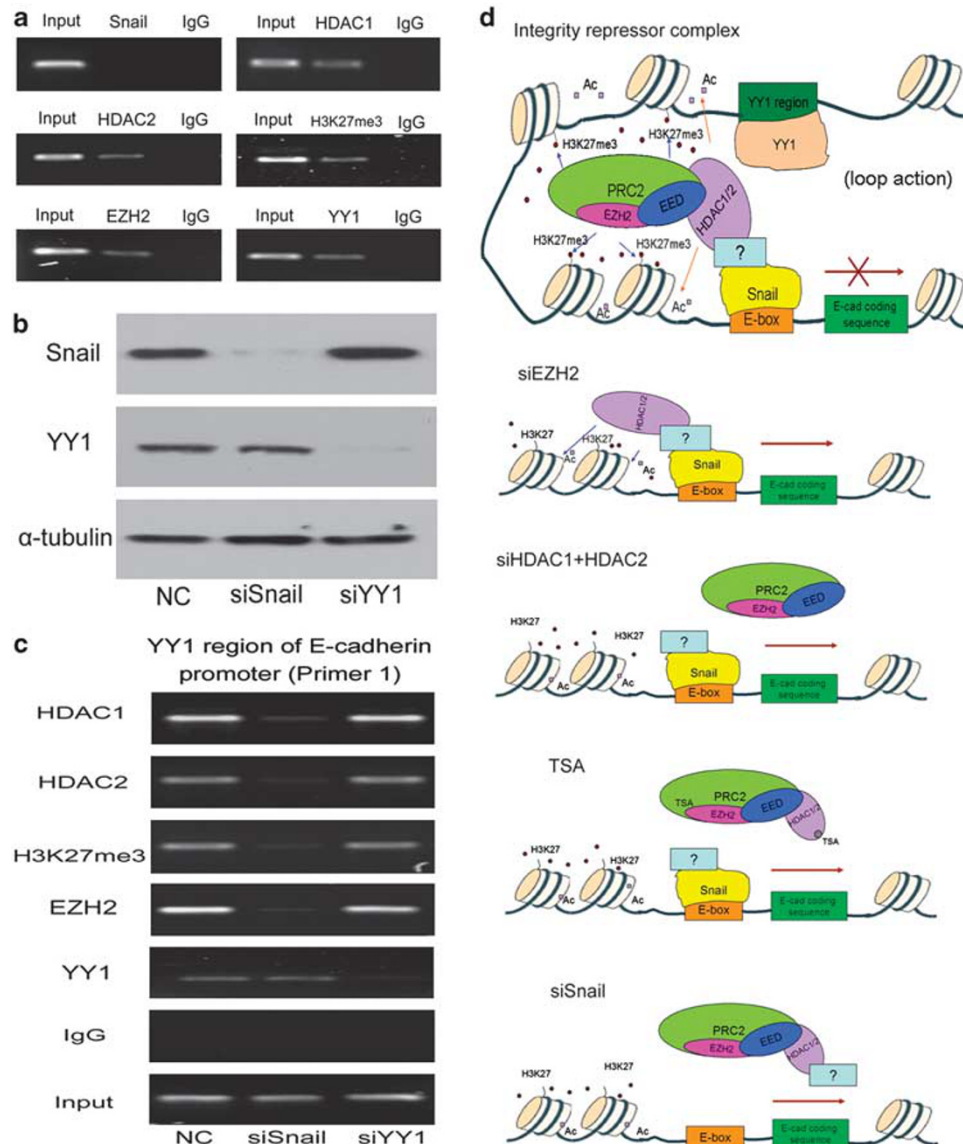 a
Input Snail IgG
Input HDAC1 IgG
Input HDAC2 IgG
Input H3K27me3 IgG
Input EZH2 IgG
Input YY1 IgG
b
Snail
YY1
α-tubulin
NC siSnail siYY1
c
YY1 region of E-cadherin
promoter (Primer 1)
HDAC1
HDAC2
H3K27me3
EZH2
YY1
IgG
Input
NC siSnail siYY1
d
Integrity repressor complex
Ac
Ac
YY1 region
YY1
H3K27me3
H3K27me3
(loop action)
PRC2
EED
EZH2
HDAC1/2
H3K27me3
H3K27me3
?
Snail
E-box
Ac
Ac
E-cad coding
sequence
siEZH2
HDAC1/2
H3K27
H3K27
?
Ac
Ac
Snail
E-box
E-cad coding
sequence
siHDAC1+HDAC2
PRC2
EZH2
EED
H3K27
H3K27
?
Ac
Ac
Snail
E-box
E-cad coding
sequence
TSA
PRC2
TSA
EZH2
EED
HDAC1/2
TSA
H3K27
H3K27
?
Ac
Ac
Snail
E-box
E-cad coding
sequence
siSnail
PRC2
EZH2
EED
HDAC1/2
?
H3K27
H3K27
Ac
Ac
E-box
E-cad coding
sequence